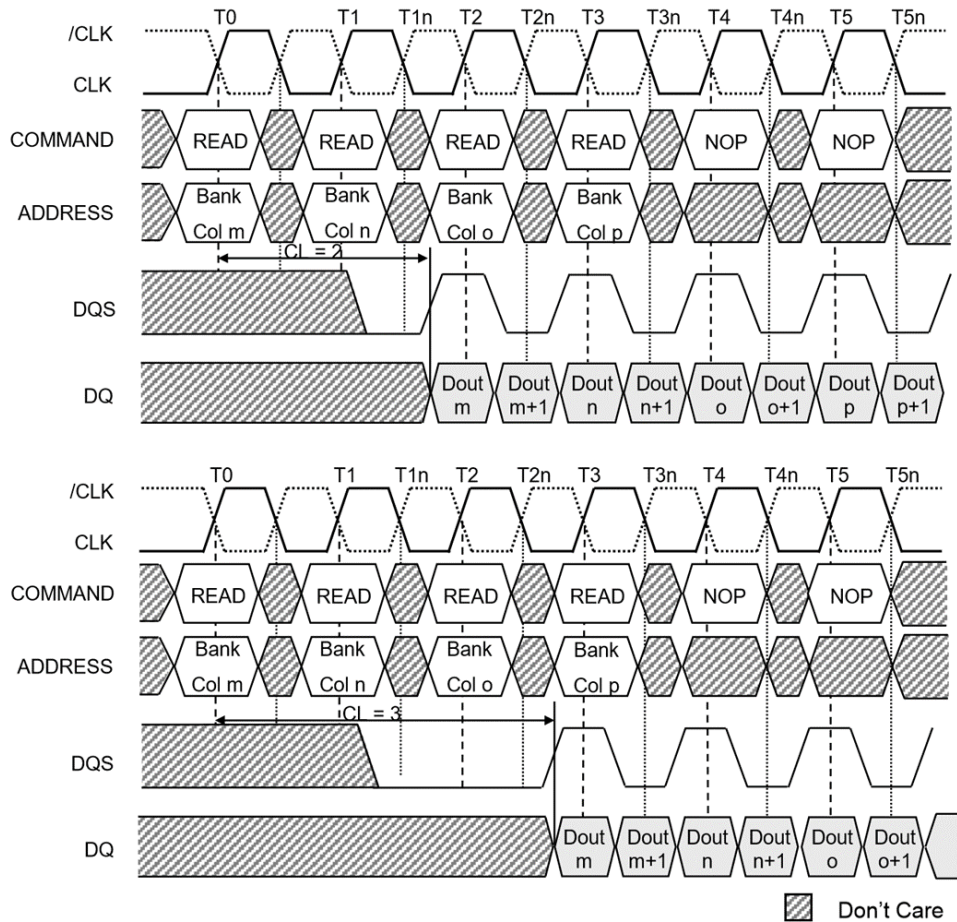 T0 T1 T1n T2 T2n T3 T3n T4 T4n T5 T5n
/CLK
CLK
COMMAND READ READ READ READ NOP NOP
ADDRESS Bank Bank Bank Bank
Col m Col n Col o Col p
CL = 2
DQS
DQ Dout Dout Dout Dout Dout Dout Dout Dout
m m+1 n n+1 o o+1 p p+1
T0 T1 T1n T2 T2n T3 T3n T4 T4n T5 T5n
/CLK
CLK
COMMAND READ READ READ READ NOP NOP
ADDRESS Bank Bank Bank Bank
Col m Col n Col o Col p
CL = 3
DQS
DQ Dout Dout Dout Dout Dout Dout
m m+1 n n+1 o o+1
Don't Care